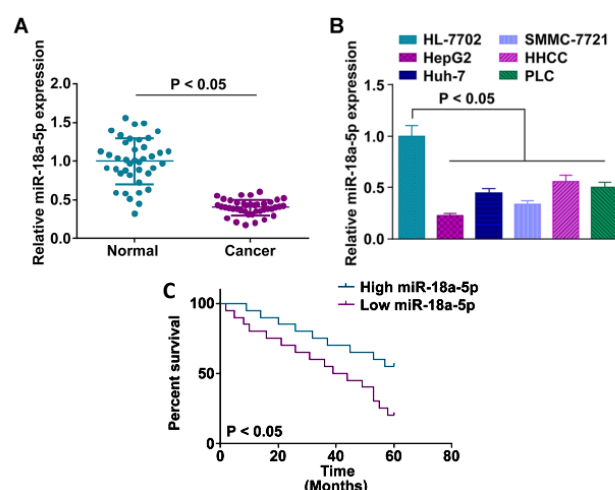 A
Relative miR-18a-5p expression
P < 0.05
2.0
1.5
1.0
0.5
0.0
Normal Cancer
B
HL-7702 SMMC-7721
HepG2 HHCC
Huh-7 PLC
Relative miR-18a-5p expression
P < 0.05
1.5
1.0
0.5
0.0
C
High miR-18a-5p
Low miR-18a-5p
Percent survival
100
50
0
P < 0.05
0 20 40 60 80
Time
(Months)